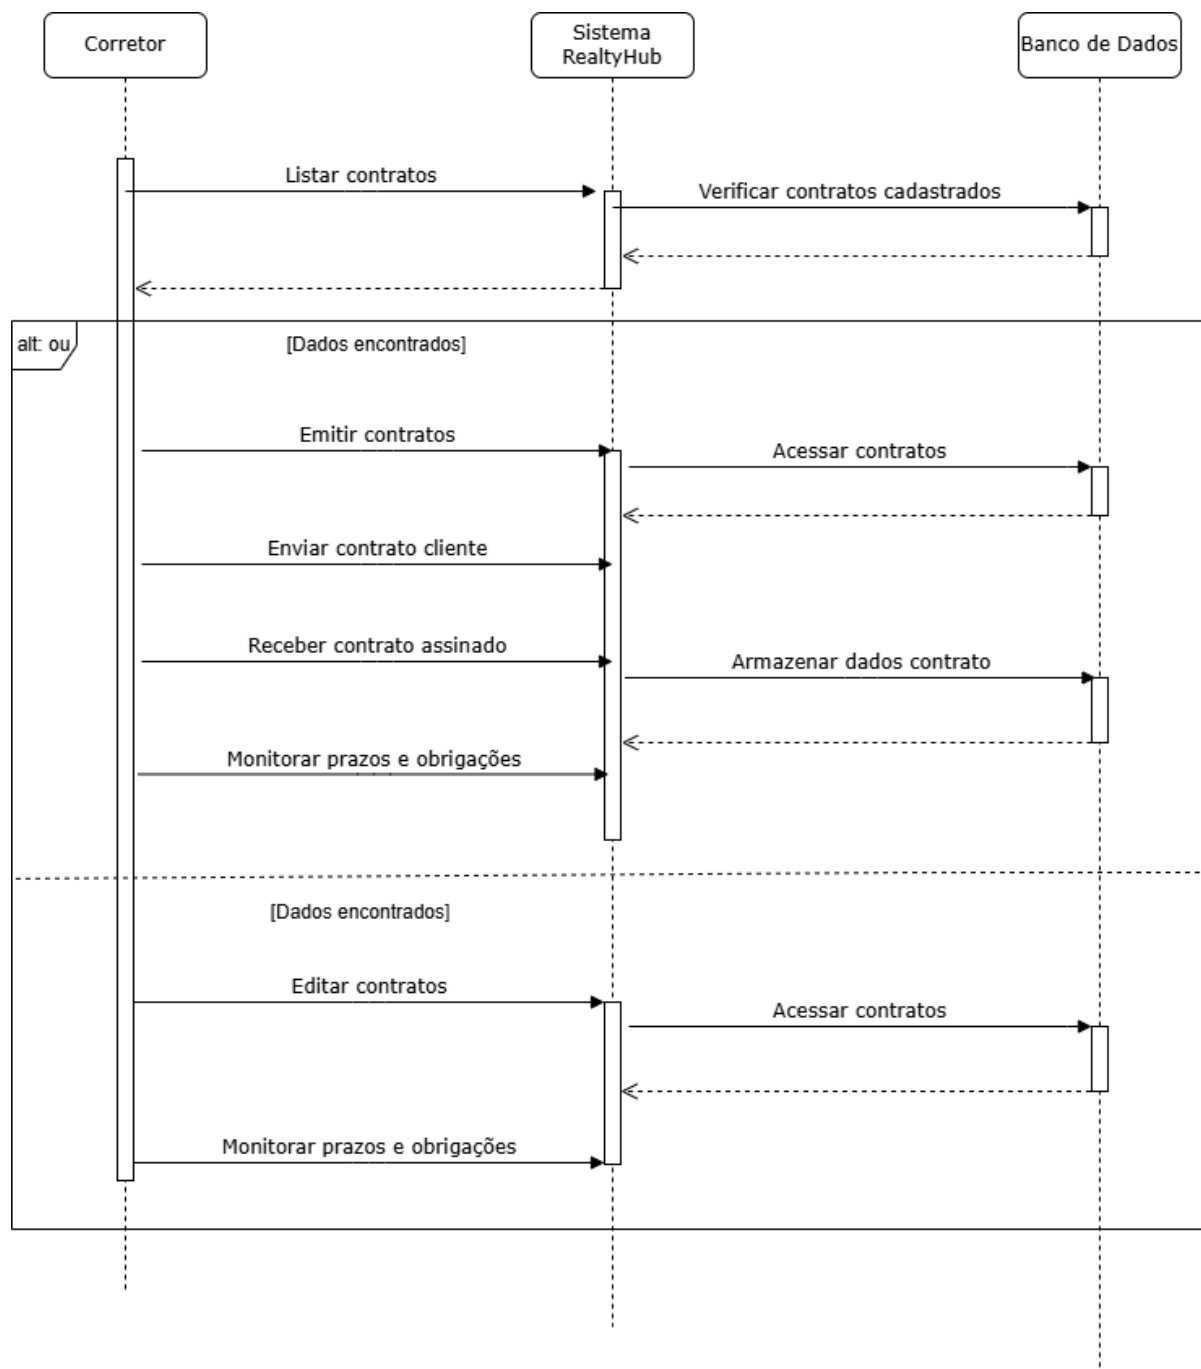 Corretor
Sistema
RealtyHub
Banco de Dados
Listar contratos
Verificar contratos cadastrados
alt: ou
[Dados encontrados]
Emitir contratos
Acessar contratos
Enviar contrato cliente
Receber contrato assinado
Armazenar dados contrato
Monitorar prazos e obrigações
[Dados encontrados]
Editar contratos
Acessar contratos
Monitorar prazos e obrigações